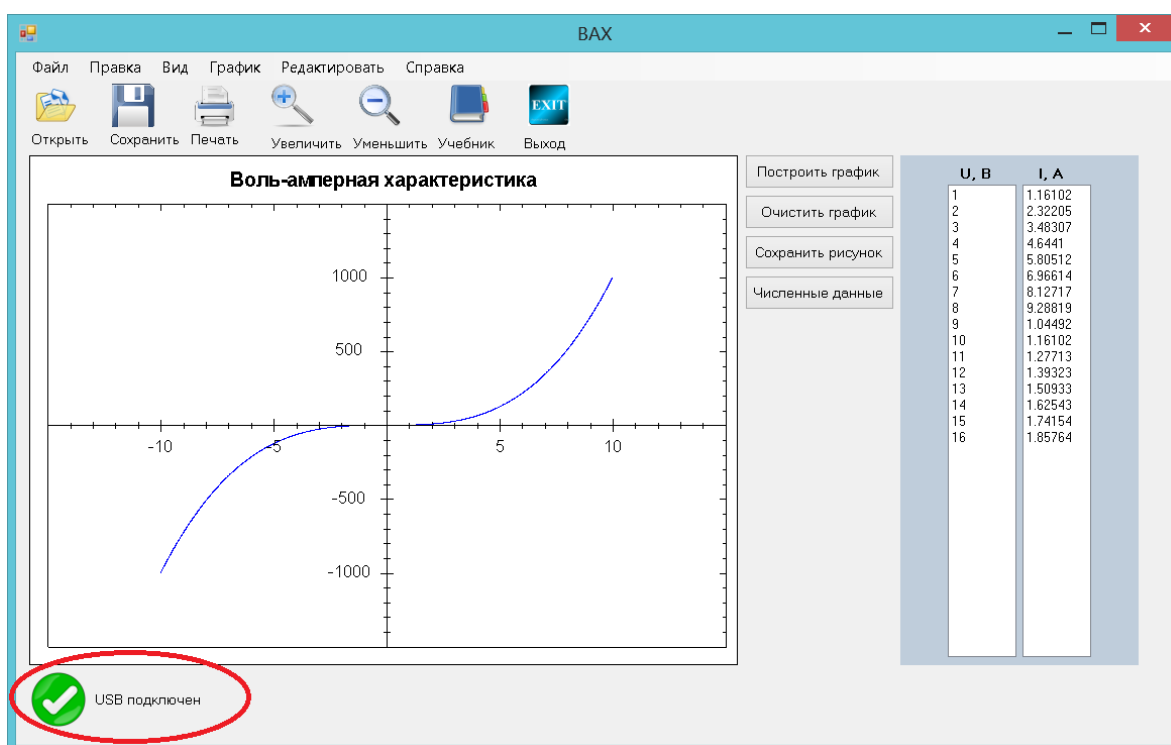 ВАХ
Файл Правка Вид График Редактировать Справка
EXIT
Открыть Сохранить Печать Увеличить Уменьшить Учебник Выход
Воль-амперная характеристика
1000
500
-10 -5 5 10
-500
-1000
Построить график
Очистить график
Сохранить рисунок
Численные данные
U, В I, А
1 1.16102
2 2.32205
3 3.48307
4 4.6441
5 5.80512
6 6.96614
7 8.12717
8 9.28819
9 1.04492
10 1.16102
11 1.27713
12 1.39323
13 1.50933
14 1.62543
15 1.74154
16 1.85764
USB подключен